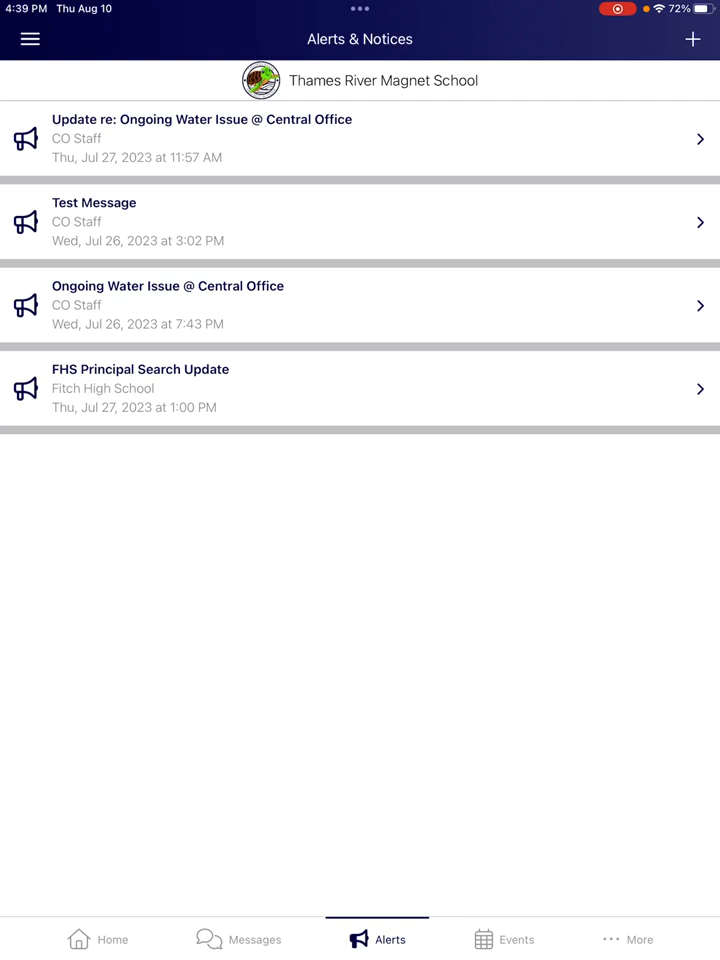 4:39 PM Thu Aug 10
72%
Alerts & Notices
Thames River Magnet School
Update re: Ongoing Water Issue @ Central Office
CO Staff
Thu, Jul 27, 2023 at 11:57 AM
Test Message
CO Staff
Wed, Jul 26, 2023 at 3:02 PM
Ongoing Water Issue @ Central Office
CO Staff
Wed, Jul 26, 2023 at 7:43 PM
FHS Principal Search Update
Fitch High School
Thu, Jul 27, 2023 at 1:00 PM
Home Messages Alerts Events More